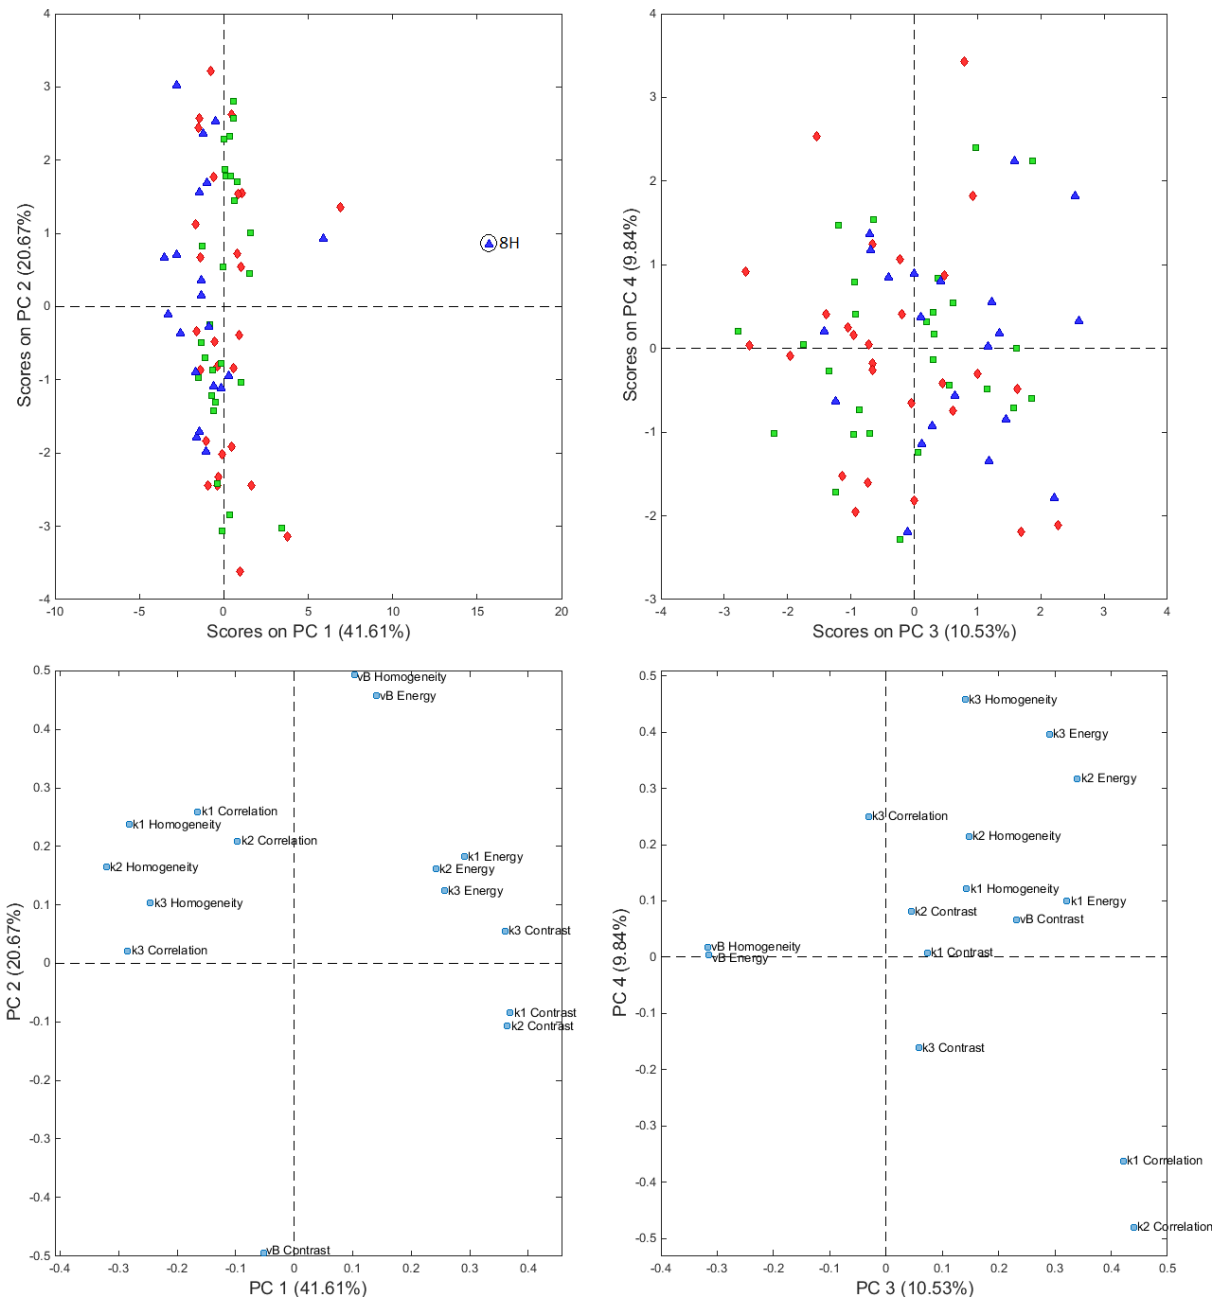 4
3
2
1
0
-1
-2
-3
-4
Scores on PC 2 (20.67%)
8H
-10
-5
0
5
10
15
20
Scores on PC 1 (41.61%)
4
3
2
1
0
-1
-2
-3
Scores on PC 4 (9.84%)
-4
-3
-2
-1
0
1
2
3
4
Scores on PC 3 (10.53%)
0.5
0.4
0.3
0.2
0.1
0
-0.1
-0.2
-0.3
-0.4
-0.5
PC 2 (20.67%)
vB Homogeneity
vB Energy
k1 Correlation
k1 Homogeneity
k2 Correlation
k1 Energy
k2 Homogeneity
k2 Energy
k3 Energy
k3 Homogeneity
k3 Contrast
k3 Correlation
k1 Contrast
k2 Contrast
vB Contrast
-0.4
-0.3
-0.2
-0.1
0
0.1
0.2
0.3
0.4
PC 1 (41.61%)
0.5
0.4
0.3
0.2
0.1
0
-0.1
-0.2
-0.3
-0.4
-0.5
PC 4 (9.84%)
k3 Homogeneity
k3 Energy
k2 Energy
k3 Correlation
k2 Homogeneity
k1 Homogeneity
k1 Energy
k2 Contrast
vB Contrast
vB Homogeneity
vB Energy
k1 Contrast
k3 Contrast
k1 Correlation
k2 Correlation
-0.4
-0.3
-0.2
-0.1
0
0.1
0.2
0.3
0.4
0.5
PC 3 (10.53%)